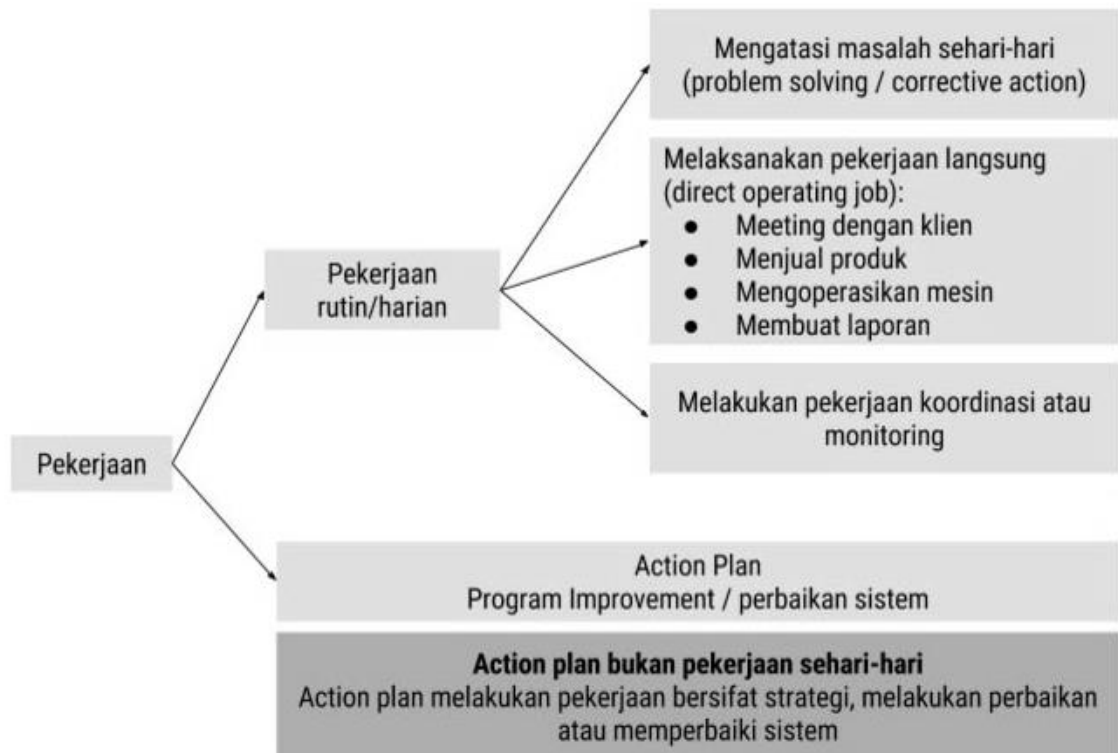 Mengatasi masalah sehari-hari
(problem solving / corrective action)
Melaksanakan pekerjaan langsung
(direct operating job):
● Meeting dengan klien
● Menjual produk
● Mengoperasikan mesin
● Membuat laporan
Pekerjaan
rutin/harian
Melakukan pekerjaan koordinasi atau
monitoring
Pekerjaan
Action Plan
Program Improvement / perbaikan sistem
Action plan bukan pekerjaan sehari-hari
Action plan melakukan pekerjaan bersifat strategi, melakukan perbaikan
atau memperbaiki sistem